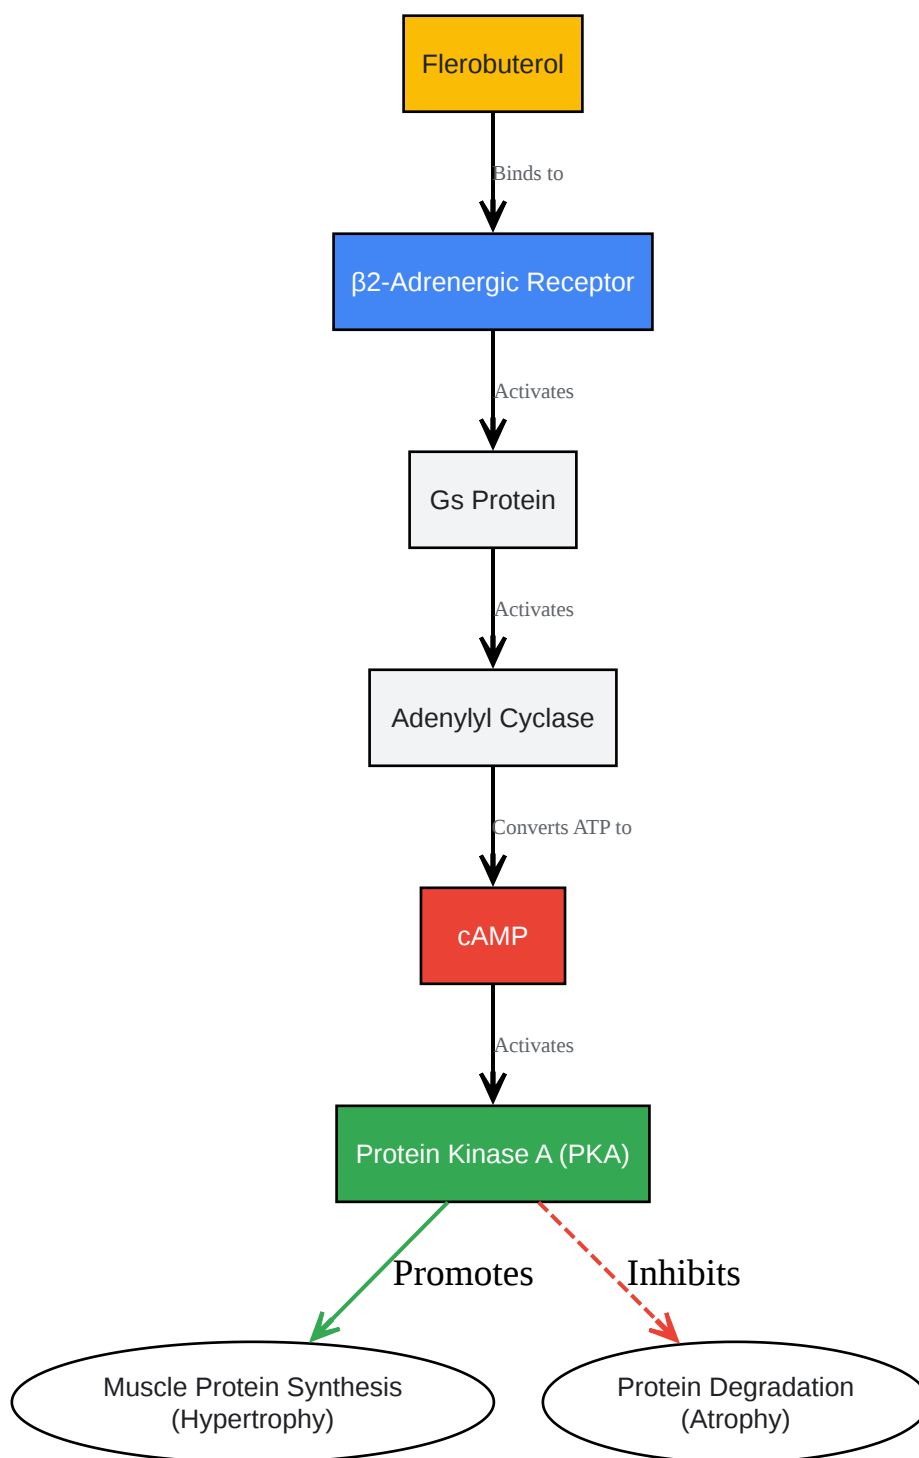 Flerobuterol
Binds to
β2-Adrenergic Receptor
Activates
Gs Protein
Activates
Adenylyl Cyclase
Converts ATP to
cAMP
Activates
Protein Kinase A (PKA)
Promotes
Inhibits
Muscle Protein Synthesis
(Hypertrophy)
Protein Degradation
(Atrophy)